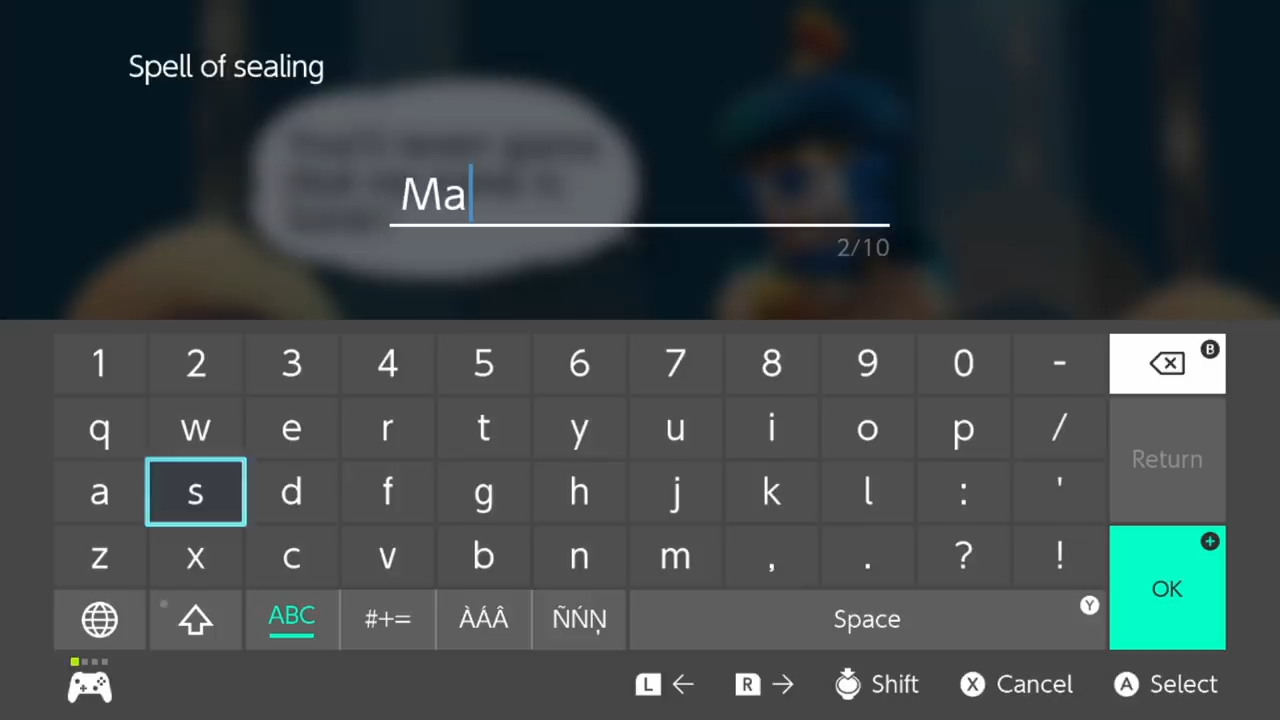 Spell of sealing
Ma
2/10
1 2 3 4 5 6 7 8 9 0 - B
q w e r t y u i o p /
Return
a s d f g h j k l : '
z x c v b n m , . ? ! +
OK
ABC #+= ÀÁÂ ÑŃŅ Space Y
L ← R → Shift X Cancel A Select